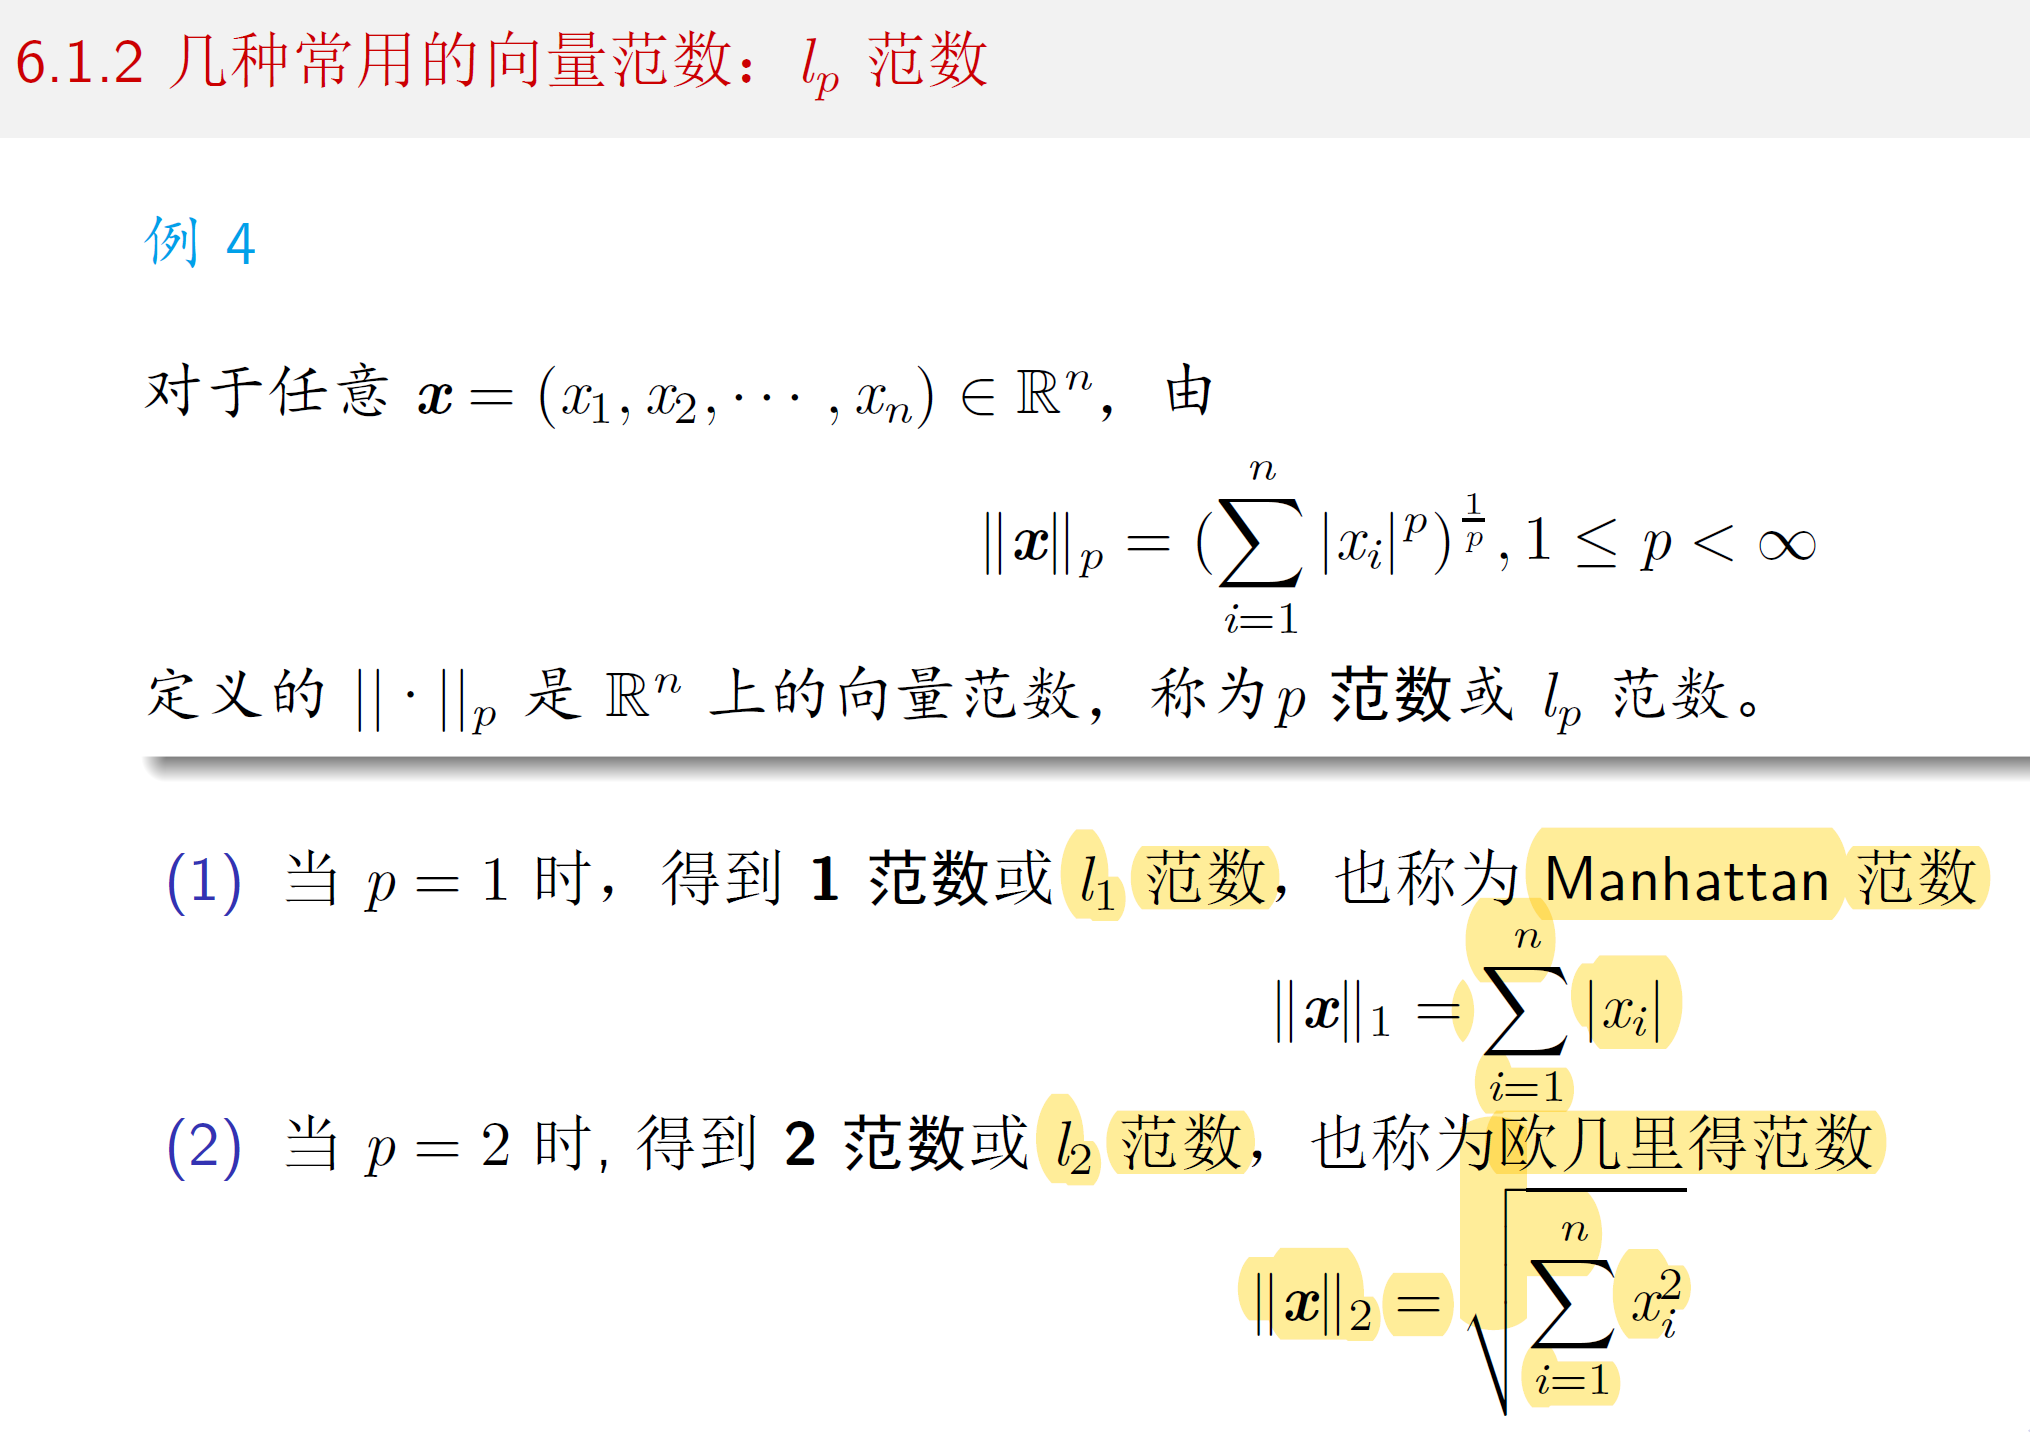 6.1.2 几种常用的向量范数：$l_p$ 范数
例 4
对于任意 $\boldsymbol{x} = (x_1, x_2, \cdots, x_n) \in \mathbb{R}^n$，由
$\|\boldsymbol{x}\|_p = (\sum_{i=1}^{n} |x_i|^p)^{\frac{1}{p}}, 1 \leq p < \infty$
定义的 $||\cdot||_p$ 是 $\mathbb{R}^n$ 上的向量范数，称为$p$ 范数或 $l_p$ 范数。
(1) 当 $p = 1$ 时，得到 1 范数或 $l_1$ 范数，也称为 Manhattan 范数
$\|\boldsymbol{x}\|_1 = \sum_{i=1}^{n} |x_i|$
(2) 当 $p = 2$ 时, 得到 2 范数或 $l_2$ 范数，也称为欧几里得范数
$\|\boldsymbol{x}\|_2 = \sqrt{\sum_{i=1}^{n} x_i^2}$